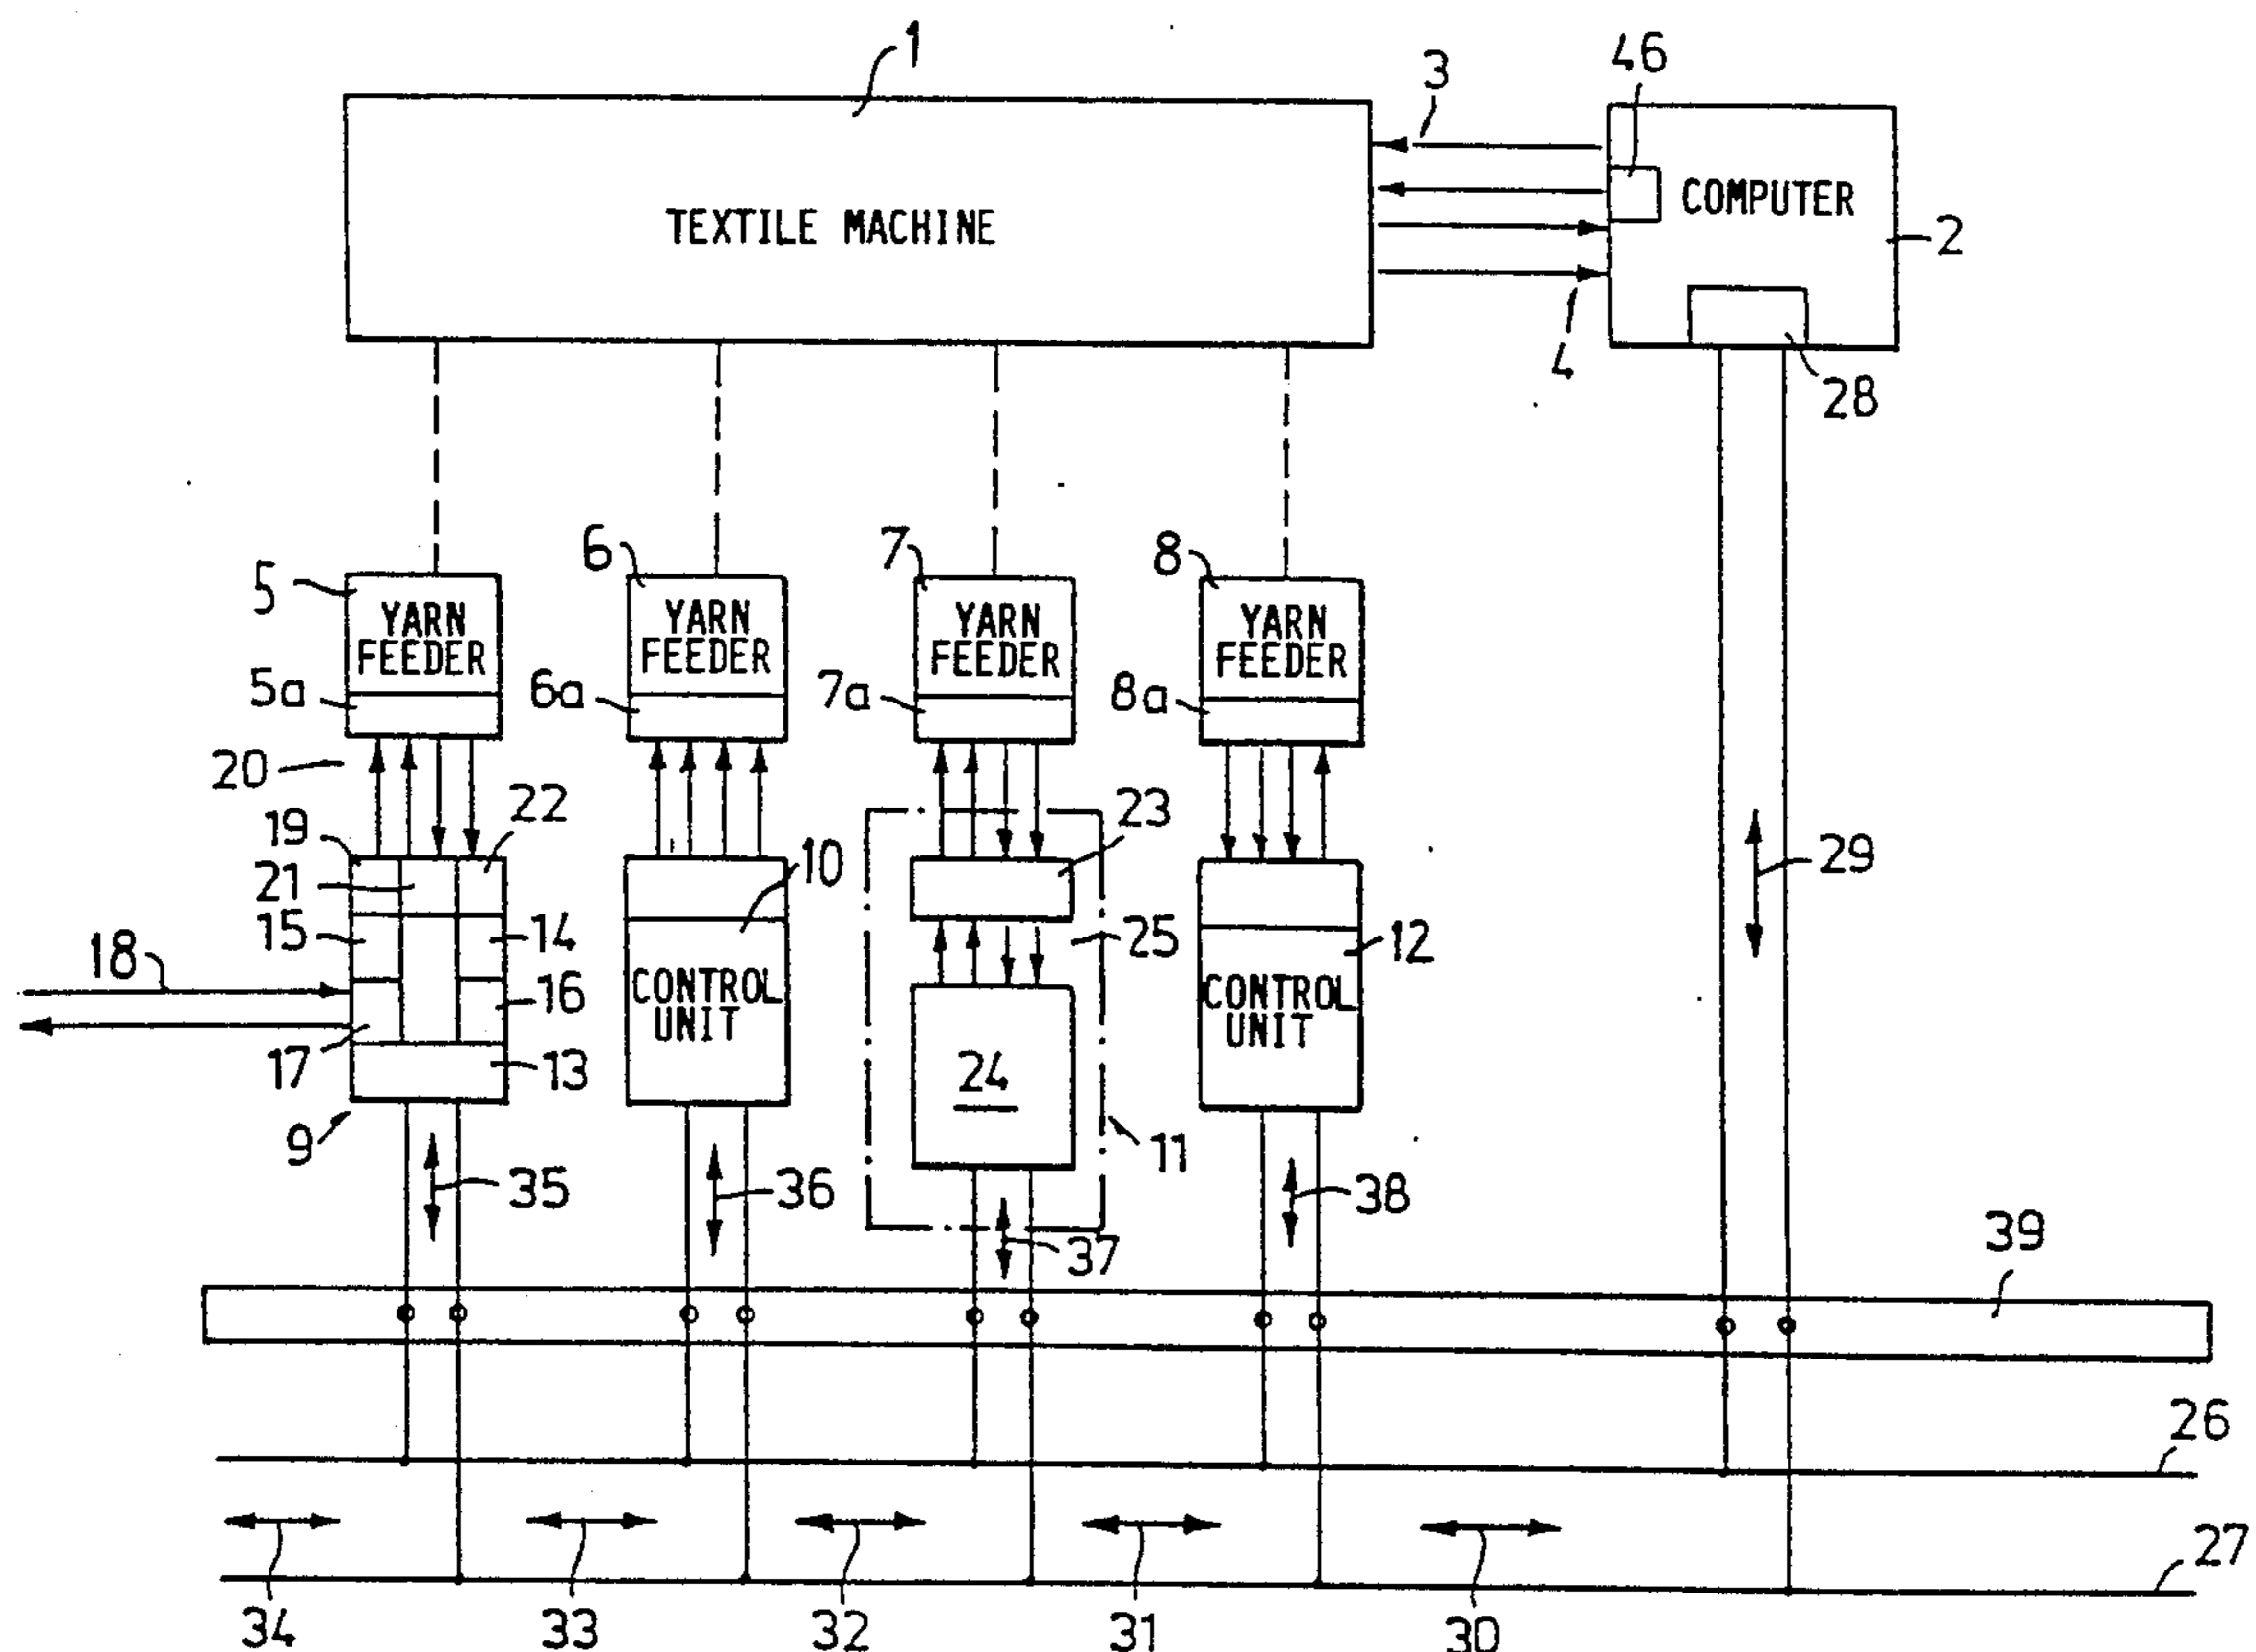 1
3
46
TEXTILE MACHINE
COMPUTER
2
4
28
5
YARN
FEEDER
5a
6
YARN
FEEDER
6a
7
YARN
FEEDER
7a
8
YARN
FEEDER
8a
20
19
22
21
15
14
18
16
17
13
9
10
CONTROL
UNIT
23
25
24
11
12
CONTROL
UNIT
29
35
36
37
38
39
26
27
34
33
32
31
30